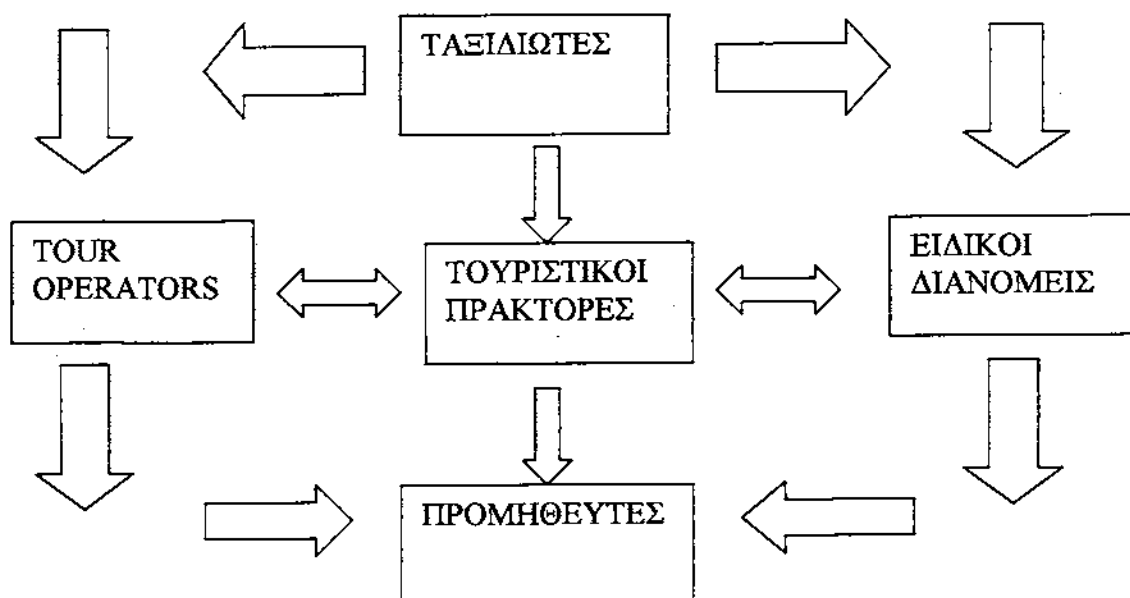 ΤΑΞΙΔΙΩΤΕΣ
TOUR
OPERATORS
ΤΟΥΡΙΣΤΙΚΟΙ
ΠΡΑΚΤΟΡΕΣ
ΕΙΔΙΚΟΙ
ΔΙΑΝΟΜΕΙΣ
ΠΡΟΜΗΘΕΥΤΕΣ